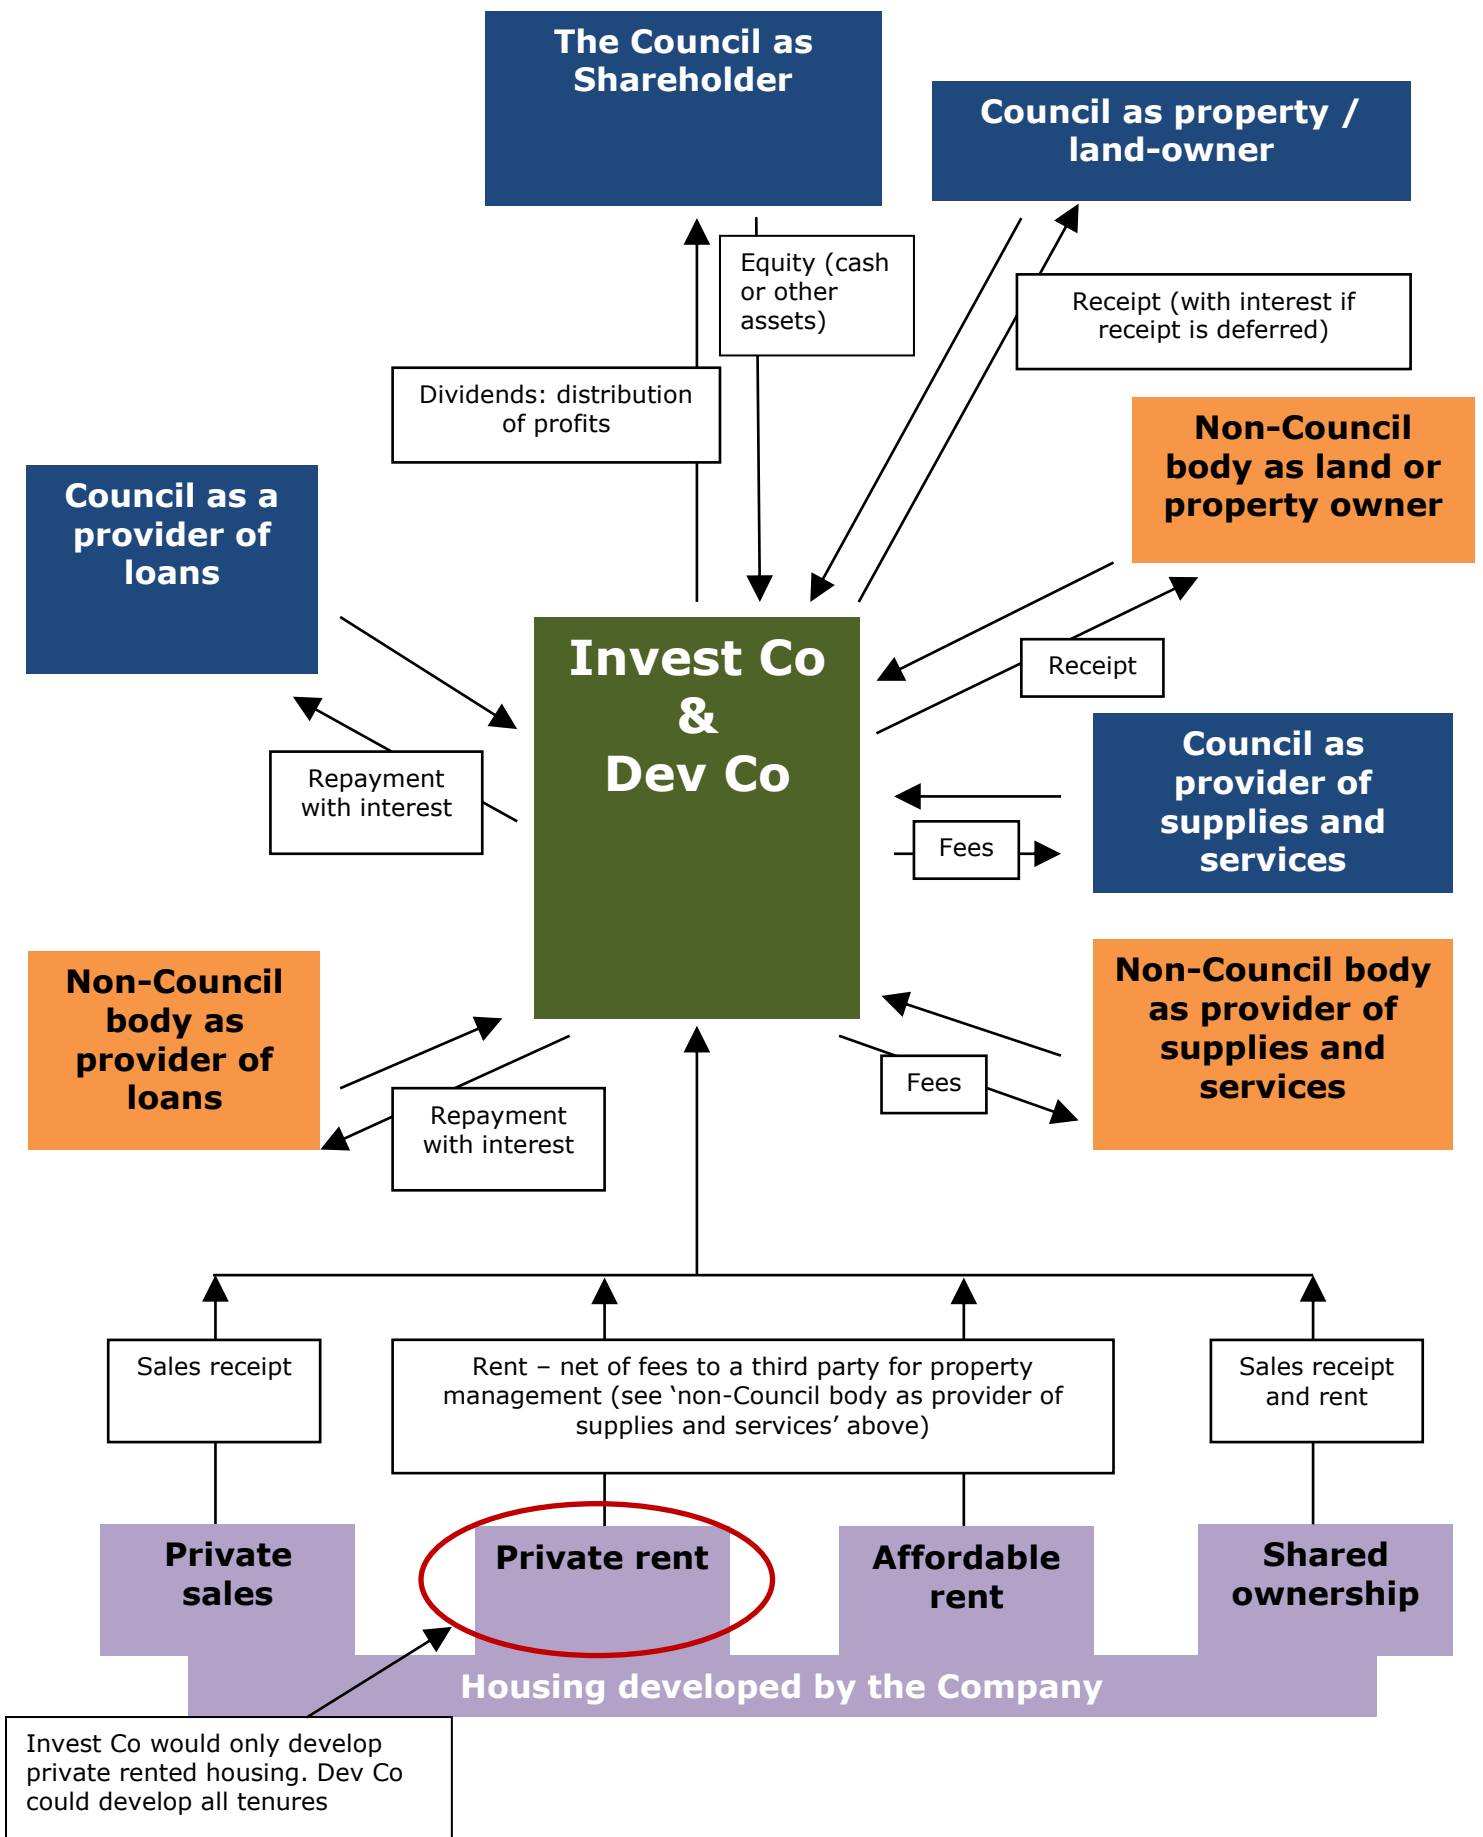 The Council as
Shareholder
Council as property /
land-owner
Equity (cash
or other
assets)
Receipt (with interest if
receipt is deferred)
Dividends: distribution
of profits
Non-Council
body as land or
property owner
Council as a
provider of
loans
Invest Co
&
Dev Co
Receipt
Repayment
with interest
Council as
provider of
supplies and
services
Fees
Non-Council
body as
provider of
loans
Non-Council body
as provider of
supplies and
services
Fees
Repayment
with interest
Sales receipt
Rent – net of fees to a third party for property
management (see ‘non-Council body as provider of
supplies and services’ above)
Sales receipt
and rent
Private
sales
Private rent
Affordable
rent
Shared
ownership
Housing developed by the Company
Invest Co would only develop
private rented housing. Dev Co
could develop all tenures